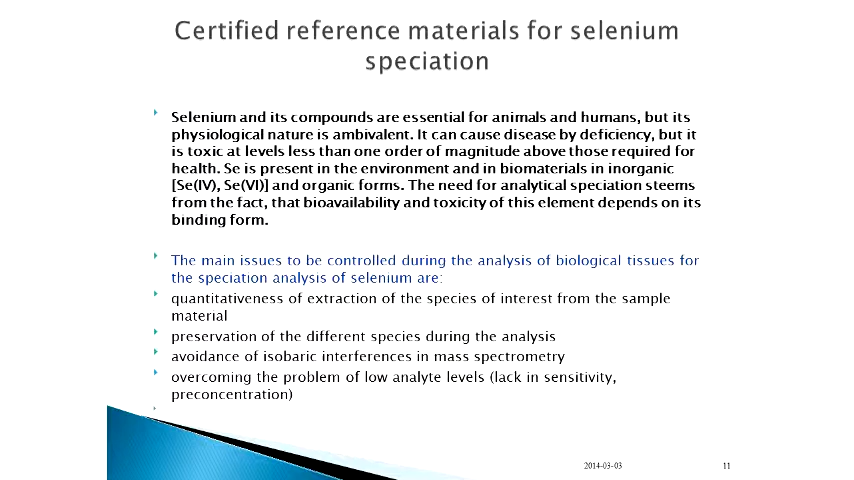 Certified reference materials for selenium
speciation
Selenium and its compounds are essential for animals and humans, but its
physiological nature is ambivalent. It can cause disease by deficiency, but it
is toxic at levels less than one order of magnitude above those required for
health. Se is present in the environment and in biomaterials in inorganic
[Se(IV), Se(VI)] and organic forms. The need for analytical speciation steems
from the fact, that bioavailability and toxicity of this element depends on its
binding form.
The main issues to be controlled during the analysis of biological tissues for
the speciation analysis of selenium are:
quantitativeness of extraction of the species of interest from the sample
material
preservation of the different species during the analysis
avoidance of isobaric interferences in mass spectrometry
overcoming the problem of low analyte levels (lack in sensitivity,
preconcentration)
2014-03-03 11